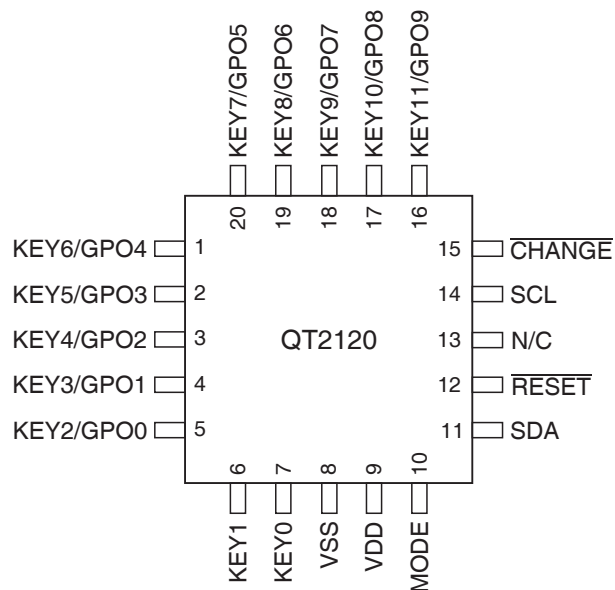 KEY7/GPO5
KEY8/GPO6
KEY9/GPO7
KEY10/GPO8
KEY11/GPO9
20
19
18
17
16
KEY6/GPO4
1
15
CHANGE
KEY5/GPO3
2
14
SCL
KEY4/GPO2
3
QT2120
13
N/C
KEY3/GPO1
4
12
RESET
KEY2/GPO0
5
11
SDA
6
7
8
9
10
KEY1
KEY0
VSS
VDD
MODE